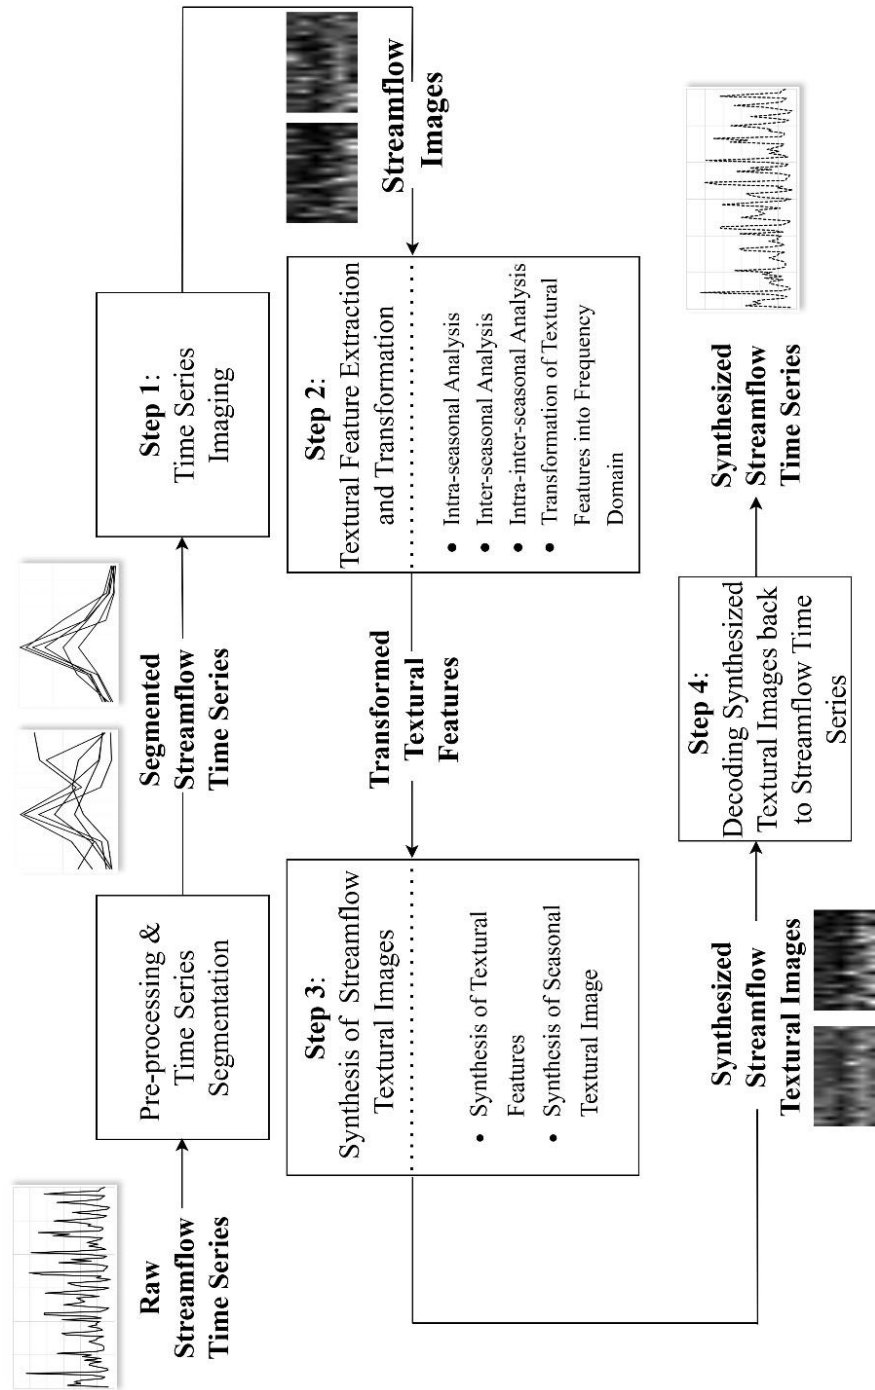 Raw
Streamflow
Time Series
Pre-processing &
Time Series
Segmentation
Segmented
Streamflow
Time Series
Step 1:
Time Series
Imaging
Streamflow
Images
Step 2:
Textural Feature Extraction
and Transformation
• Intra-seasonal Analysis
• Inter-seasonal Analysis
• Intra-inter-seasonal Analysis
• Transformation of Textural
Features into Frequency
Domain
Transformed
Textural
Features
Step 3:
Synthesis of Streamflow
Textural Images
• Synthesis of Textural
Features
• Synthesis of Seasonal
Textural Image
Synthesized
Streamflow
Textural Images
Step 4:
Decoding Synthesized
Textural Images back
to Streamflow Time
Series
Synthesized
Streamflow
Time Series